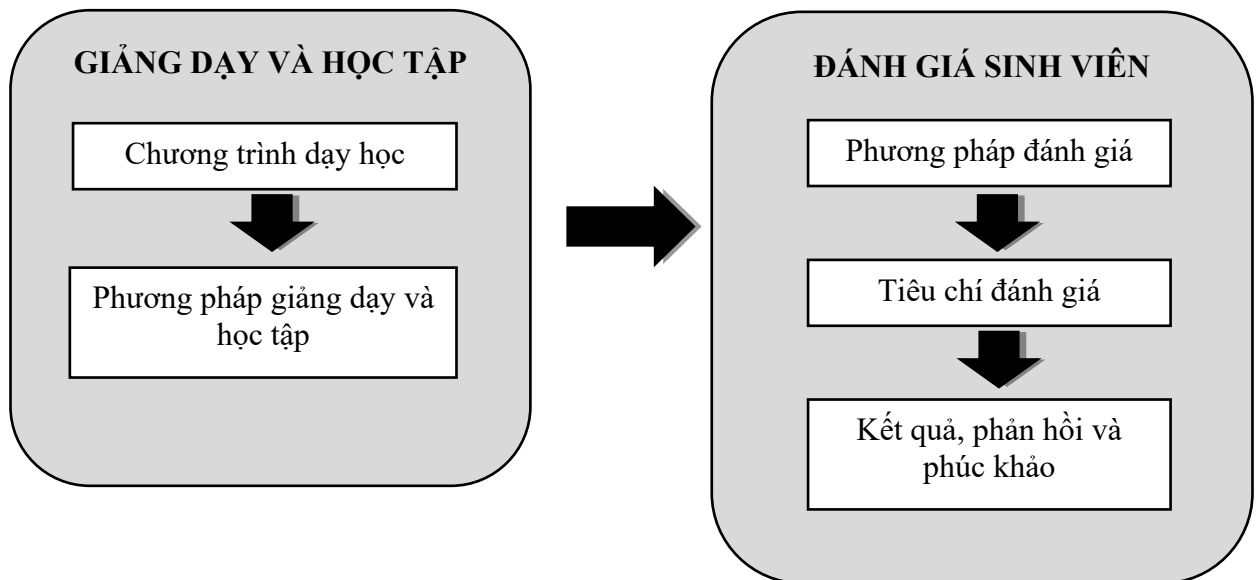 GIẢNG DẠY VÀ HỌC TẬP
Chương trình dạy học
Phương pháp giảng dạy và
học tập
ĐÁNH GIÁ SINH VIÊN
Phương pháp đánh giá
Tiêu chí đánh giá
Kết quả, phản hồi và
phúc khảo